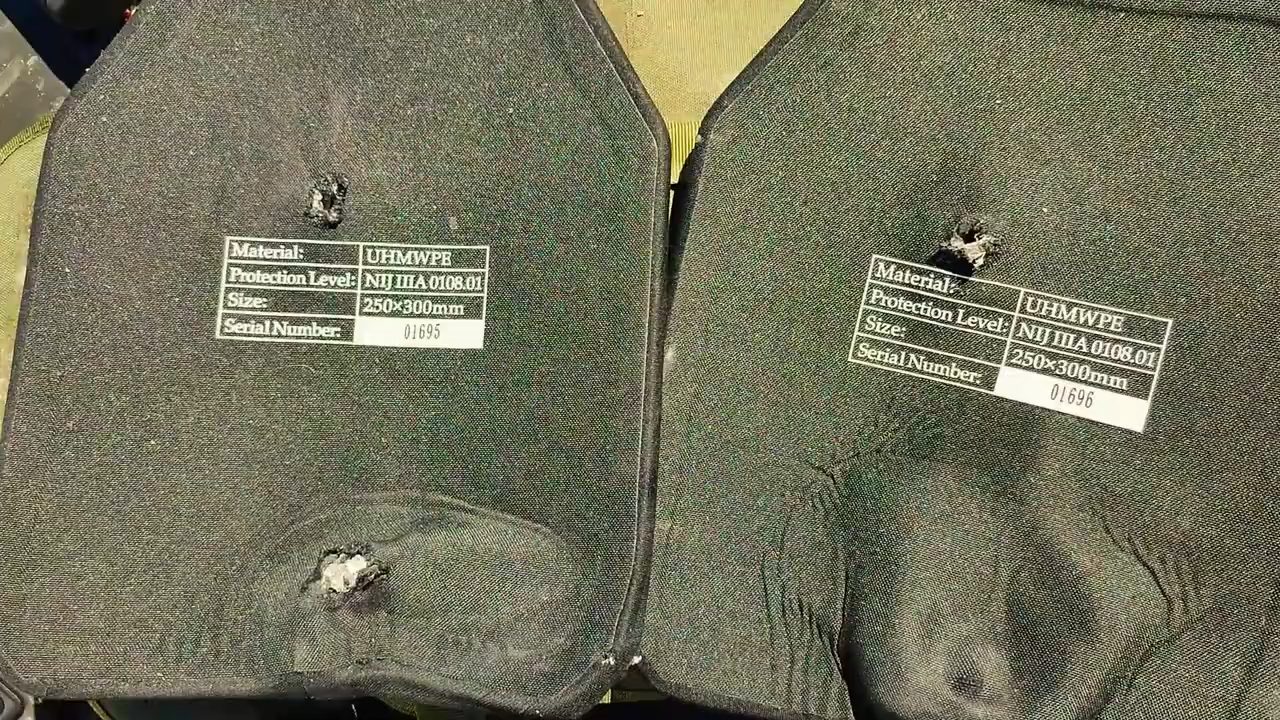 Material: UHMWPE
Protection Level: NIJ IIIA 0108.01
Size: 250×300mm
Serial Number: 01695
Material: UHMWPE
Protection Level: NIJ IIIA 0108.01
Size: 250×300mm
Serial Number: 01696